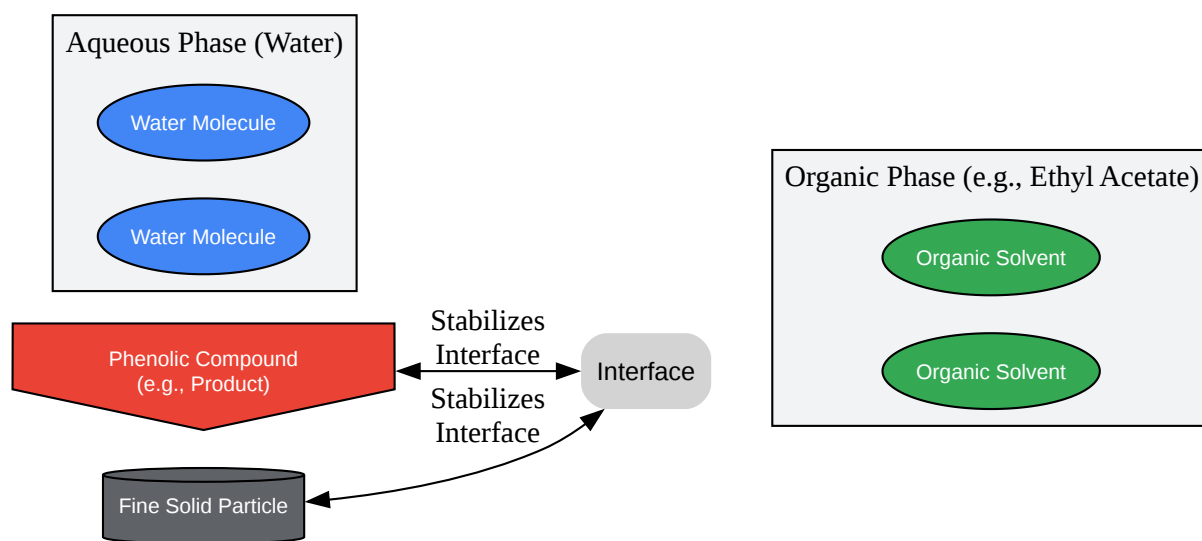 Aqueous Phase (Water)
Water Molecule
Water Molecule
Phenolic Compound
(e.g., Product)
Fine Solid Particle
Stabilizes
Interface
Stabilizes
Interface
Interface
Organic Phase (e.g., Ethyl Acetate)
Organic Solvent
Organic Solvent